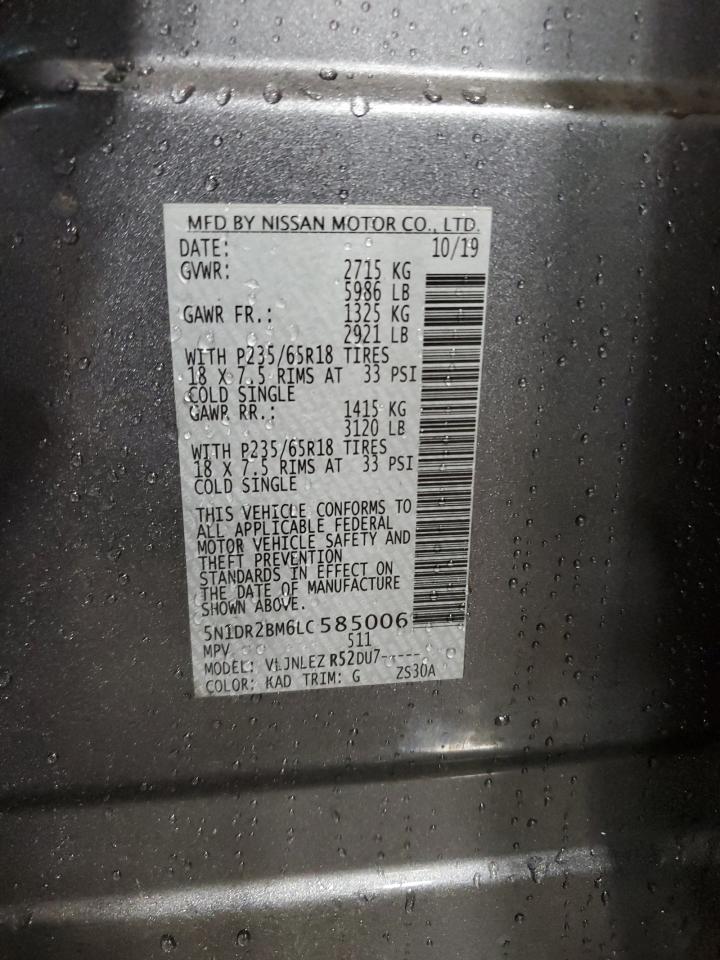 MFD BY NISSAN MOTOR CO., LTD.
DATE: 10/19
GVWR: 2715 KG
5986 LB
GAWR FR.: 1325 KG
2921 LB
WITH P235/65R18 TIRES
18 X 7.5 RIMS AT 33 PSI
COLD SINGLE
GAWR RR.: 1415 KG
3120 LB
WITH P235/65R18 TIRES
18 X 7.5 RIMS AT 33 PSI
COLD SINGLE
THIS VEHICLE CONFORMS TO
ALL APPLICABLE FEDERAL
MOTOR VEHICLE SAFETY AND
THEFT PREVENTION
STANDARDS IN EFFECT ON
THE DATE OF MANUFACTURE
SHOWN ABOVE.
5N1DR2BM6LC585006
MPV 511
MODEL: VLJNLEZ R52DU7-----
COLOR: KAD TRIM: G ZS30A